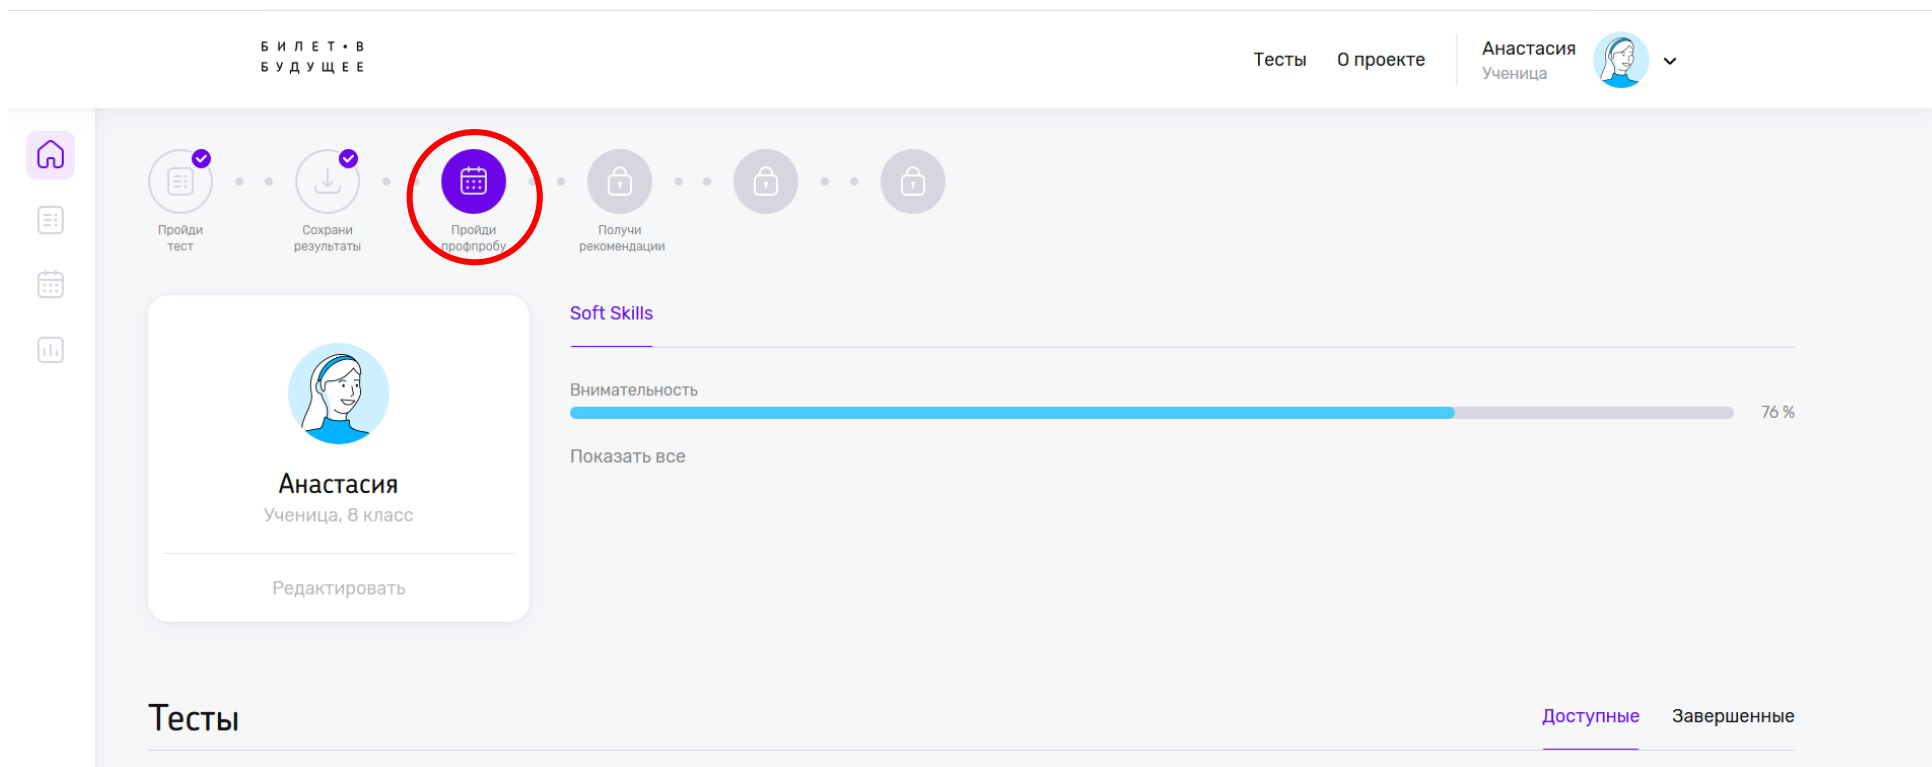 БИЛЕТ•В
БУДУЩЕЕ
Тесты
О проекте
Анастасия
Ученица
Пройди
тест
Сохрани
результаты
Пройди
профпробу
Получи
рекомендации
Анастасия
Ученица, 8 класс
Редактировать
Soft Skills
Внимательность
76 %
Показать все
Тесты
Доступные
Завершенные